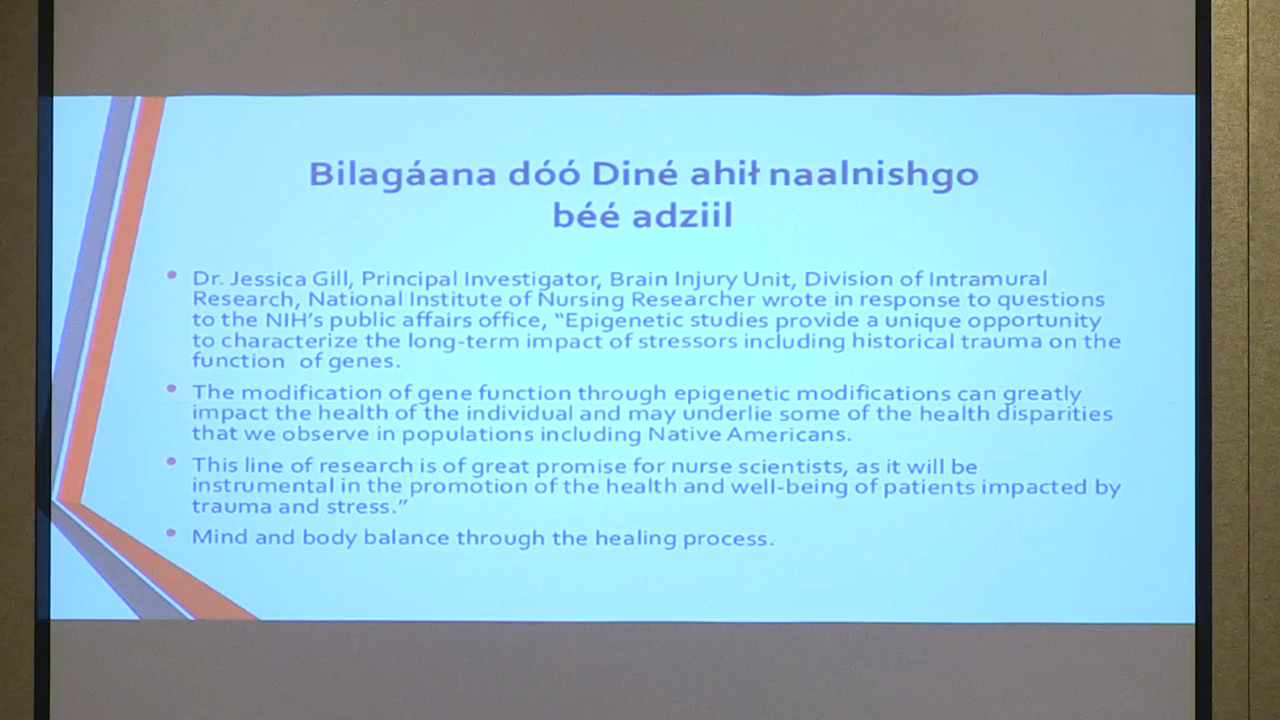 Bilagáana dóó Diné ahił naalnishgo
béé adziil
• Dr. Jessica Gill, Principal Investigator, Brain Injury Unit, Division of Intramural
Research, National Institute of Nursing Researcher wrote in response to questions
to the NIH's public affairs office, “Epigenetic studies provide a unique opportunity
to characterize the long-term impact of stressors including historical trauma on the
function of genes.
• The modification of gene function through epigenetic modifications can greatly
impact the health of the individual and may underlie some of the health disparities
that we observe in populations including Native Americans.
• This line of research is of great promise for nurse scientists, as it will be
instrumental in the promotion of the health and well-being of patients impacted by
trauma and stress.”
• Mind and body balance through the healing process.